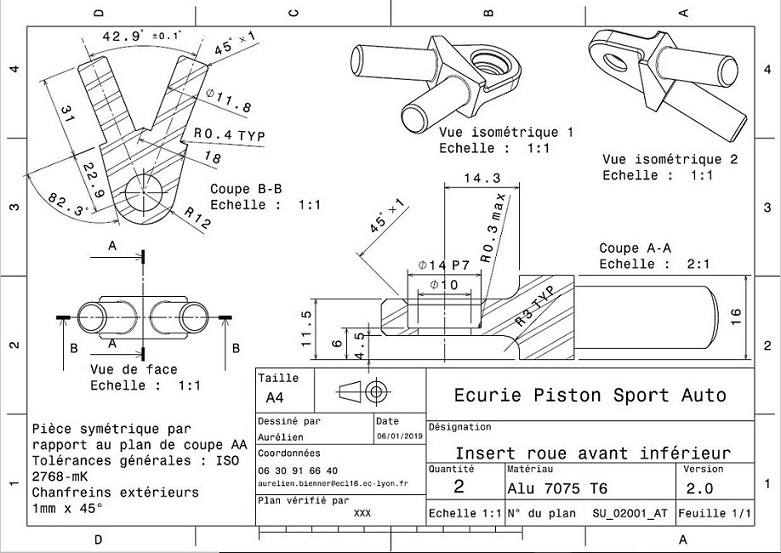 D
C
B
A
4
3
2
1
4
3
2
1
42.9° ±0.1°
45°×1
31
Ø11.8
R0.4 TYP
18
22.9
82.3°
R12
Coupe B-B
Echelle : 1:1
Vue isométrique 1
Echelle : 1:1
Vue isométrique 2
Echelle : 1:1
14.3
45°×1
R0.3 max
Ø14 P7
Ø10
R3 TYP
11.5
6
4.5
16
Coupe A-A
Echelle : 2:1
A
A
B
B
Vue de face
Echelle : 1:1
Pièce symétrique par
rapport au plan de coupe AA
Tolérances générales : ISO
2768-mK
Chanfreins extérieurs
1mm x 45°
Taille
A4
Dessiné par
Aurélien
Date
06/01/2019
Coordonnées
06 30 91 66 40
aurelien.bienner@ecl16.ec-lyon.fr
Plan vérifié par
XXX
Ecurie Piston Sport Auto
Désignation
Insert roue avant inférieur
Quantité
2
Matériau
Alu 7075 T6
Version
2.0
Echelle 1:1
N° du plan SU_02001_AT
Feuille 1/1
D
A